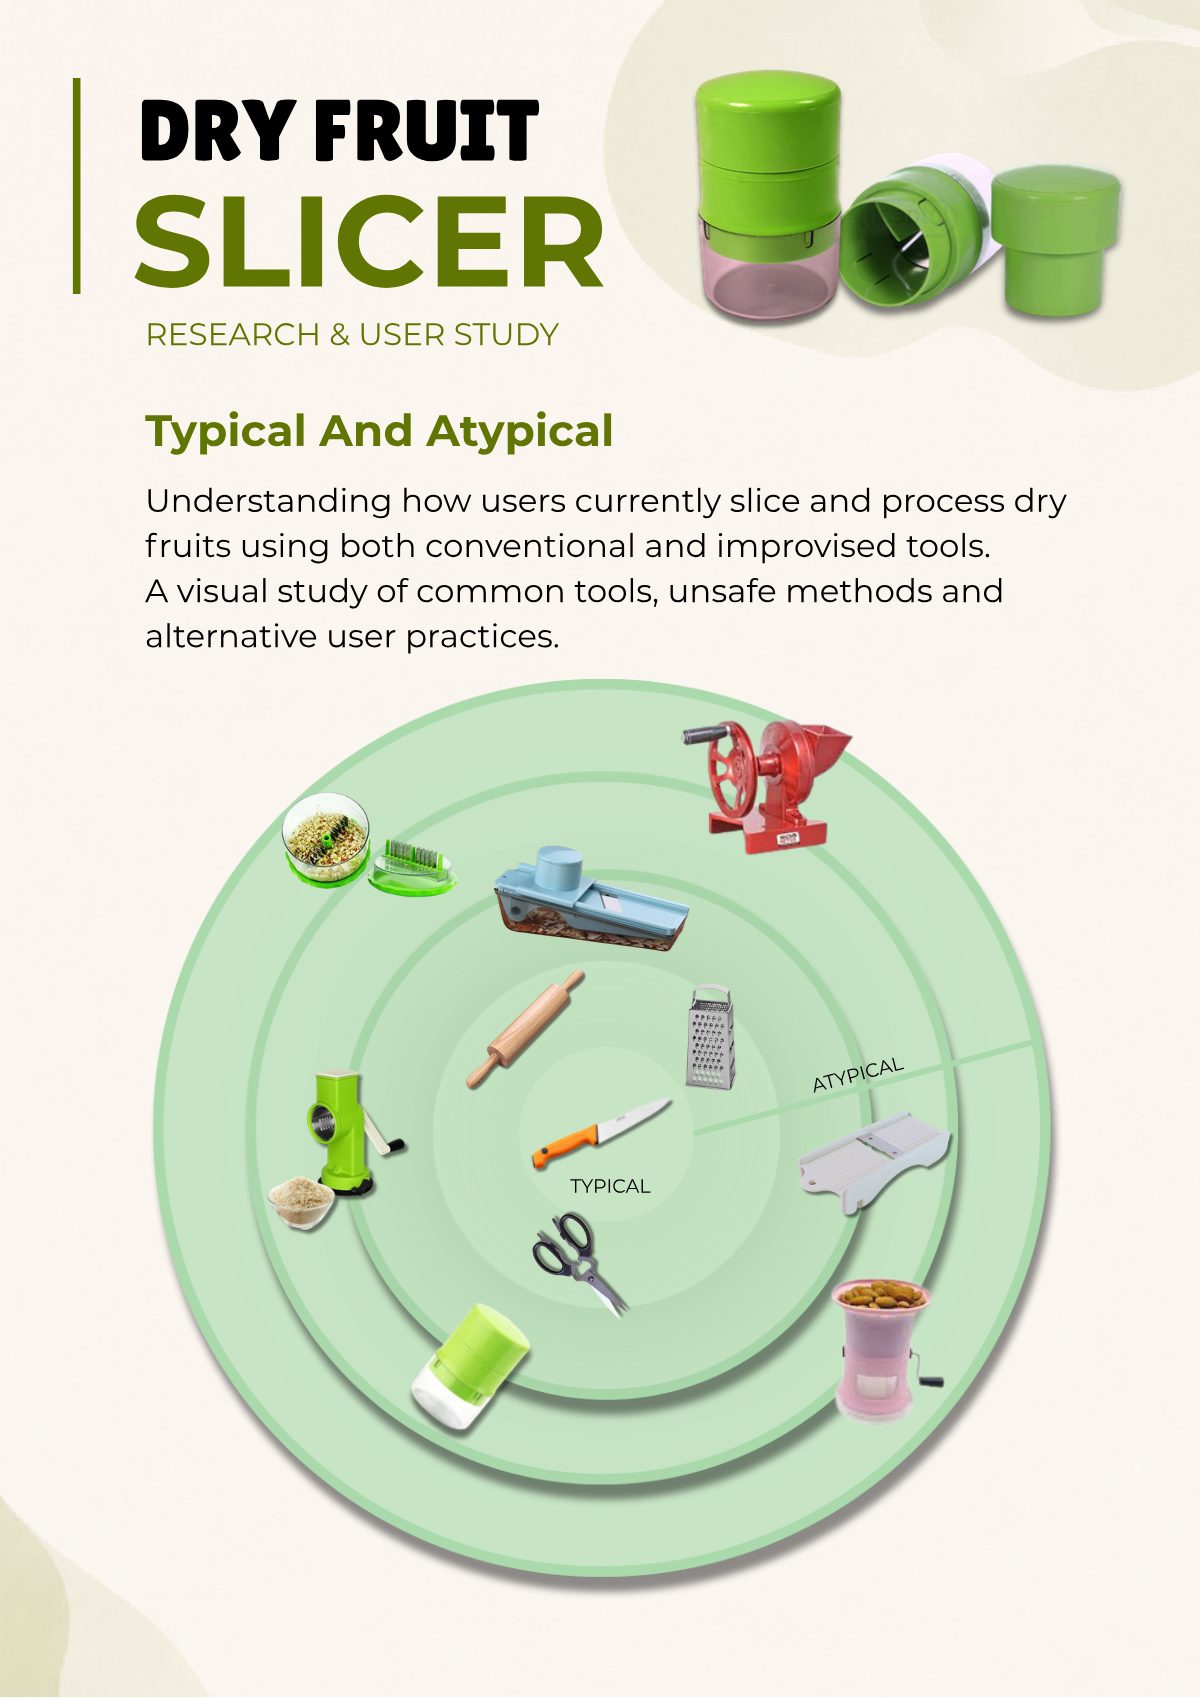 DRY FRUIT
SLICER
RESEARCH & USER STUDY
Typical And Atypical
Understanding how users currently slice and process dry
fruits using both conventional and improvised tools.
A visual study of common tools, unsafe methods and
alternative user practices.
ATYPICAL
TYPICAL